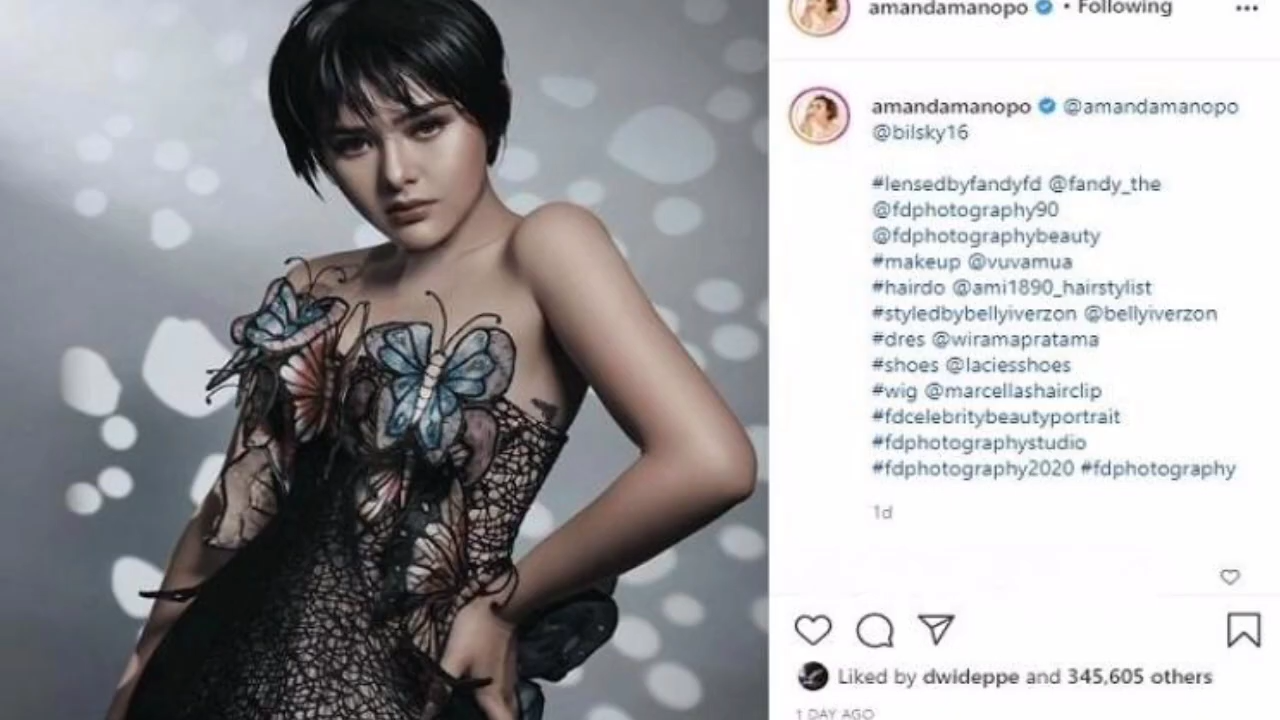 amandamanopo • Following
amandamanopo @amandamanopo
@bilsky16
#lensedbyfandyfd @fandy_the
@fdphotography90
@fdphotographybeauty
#makeup @vuvamua
#hairdo @ami1890_hairstylist
#styledbybellyiverzon @bellyiverzon
#dres @wiramapratama
#shoes @laciesshoes
#wig @marcellashairclip
#fdcelebritybeautyportrait
#fdphotographystudio
#fdphotography2020 #fdphotography
1d
Liked by dwideppe and 345,605 others
1 DAY AGO